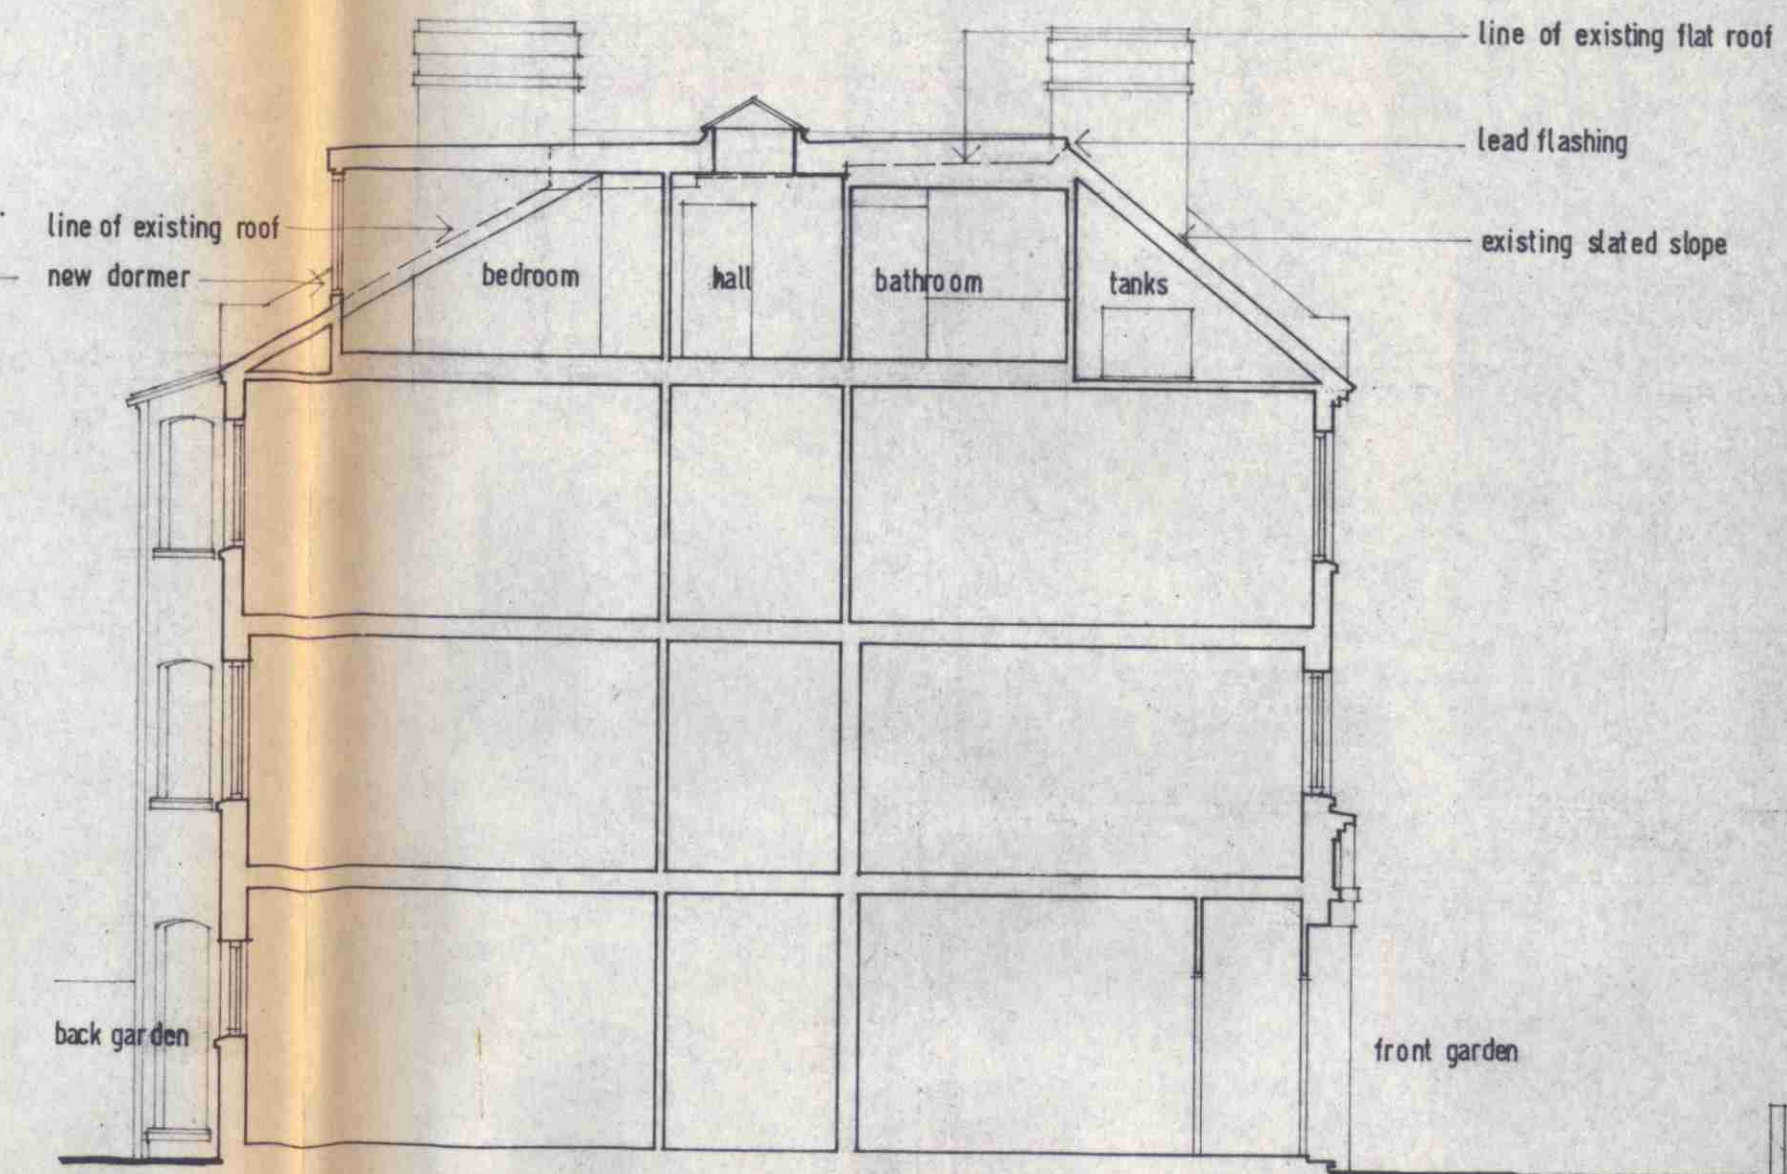 line of existing flat roof
lead flashing
line of existing roof
existing slated slope
new dormer
bedroom
hall
bathroom
tanks
back garden
front garden